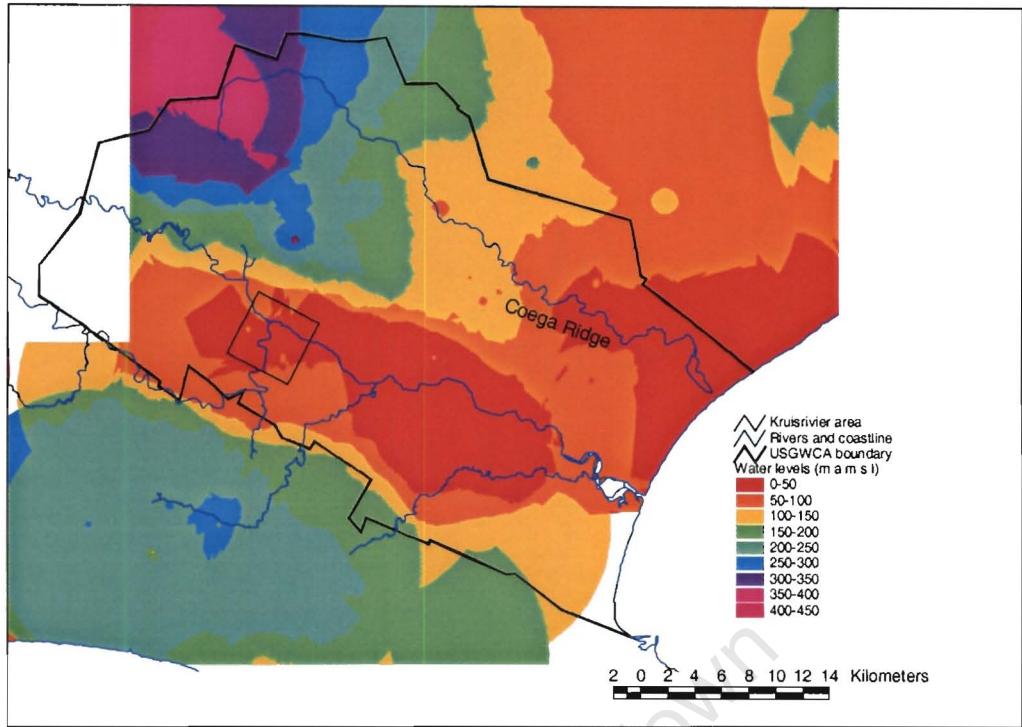 Coega Ridge
Kruisrivier area
Rivers and coastline
USGWCA boundary
Water levels (m a m s l)
0-50
50-100
100-150
150-200
200-250
250-300
300-350
350-400
400-450
2 0 2 4 6 8 10 12 14 Kilometers
town